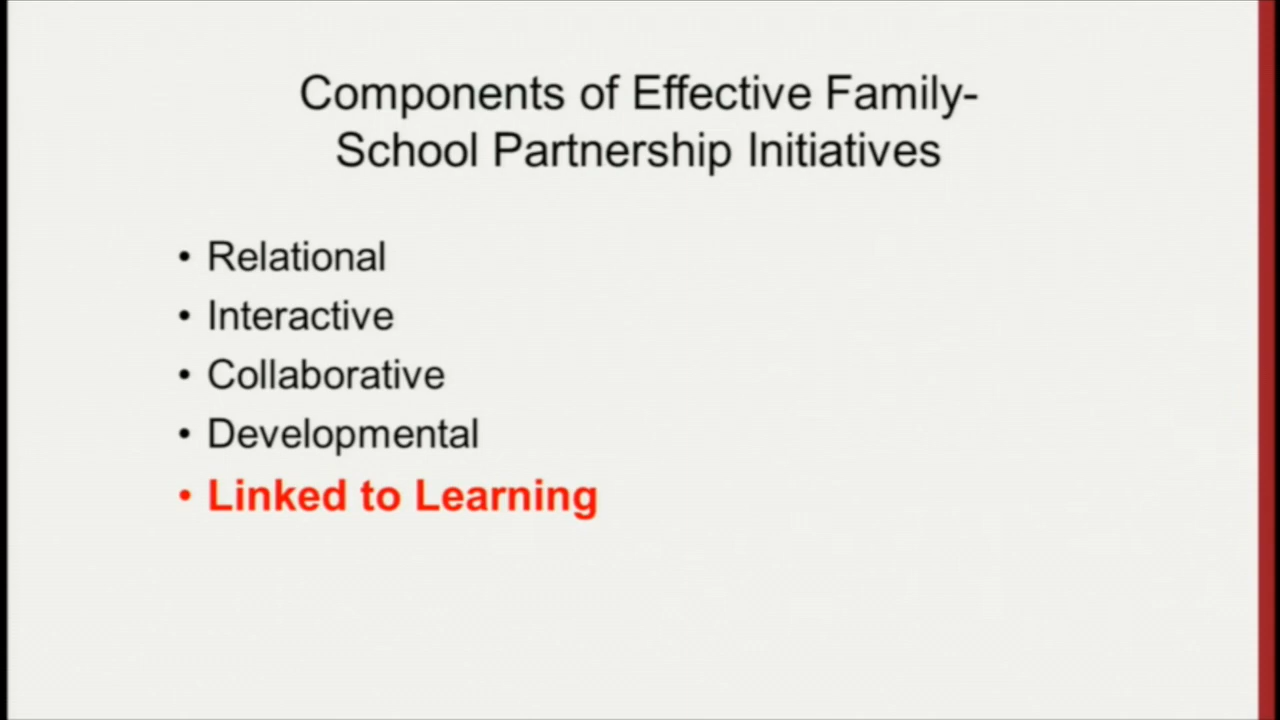 Components of Effective Family-
School Partnership Initiatives
• Relational
• Interactive
• Collaborative
• Developmental
• Linked to Learning